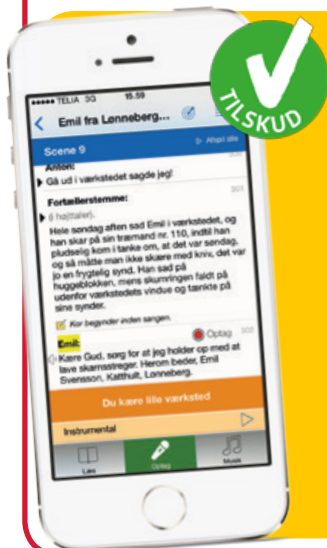 TILSKUD
TELIA 3G 15.59
Emil fra Lønneberg...
Scene 9
Afspil alle
Anton:
Gå ud i værkstedet sagde jeg!
Fortællerstemme: 301
(i højttaler).
Hele søndag aften sad Emil i værkstedet, og
han skar på sin træmand nr. 110, indtil han
pludselig kom i tanke om, at det var søndag,
og så måtte man ikke skære med kniv, det var
jo en frygtelig synd. Han sad på
huggeblokken, mens skumringen faldt på
udenfor værkstedets vindue og tænkte på
sine synder.
Kor begynder inden sangen.
Emil: Optag 302
Kære Gud, sørg for at jeg holder op med at
lave skarnsstreger. Herom beder, Emil
Svensson, Katthult, Lønneberg.
Du kære lille værksted
Instrumental
Læs Optag Musik